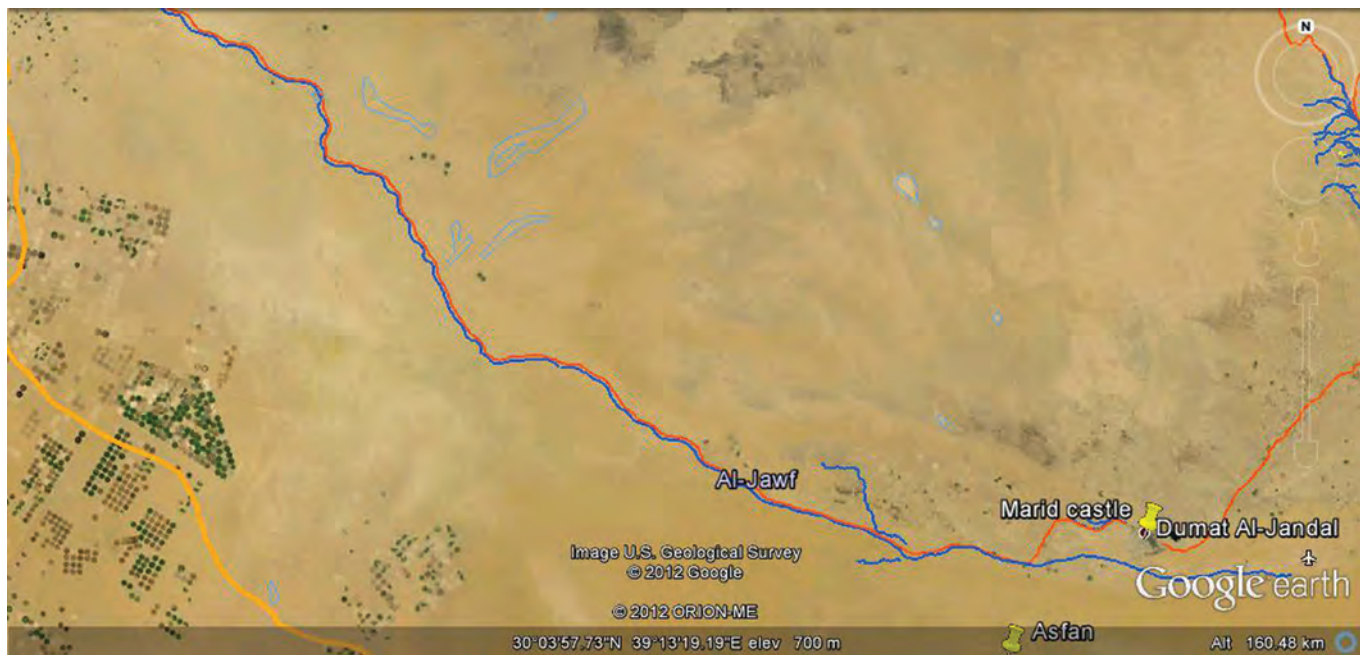 N
Al-Jawf
Marid castle
Dumat Al-Jandal
Image U.S. Geological Survey
© 2012 Google
© 2012 ORION-ME
Google earth
30°03'57.73"N 39°13'19.19"E elev 700 m
Asfan
Alt 160.48 km